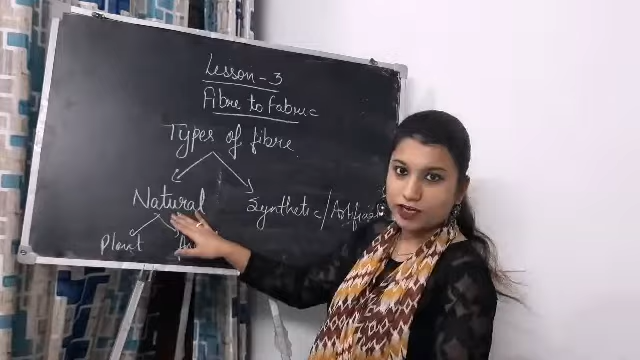 Lesson - 3
Fibre to Fabric
Types of fibre
Natural Synthetic/Artificial
Plant